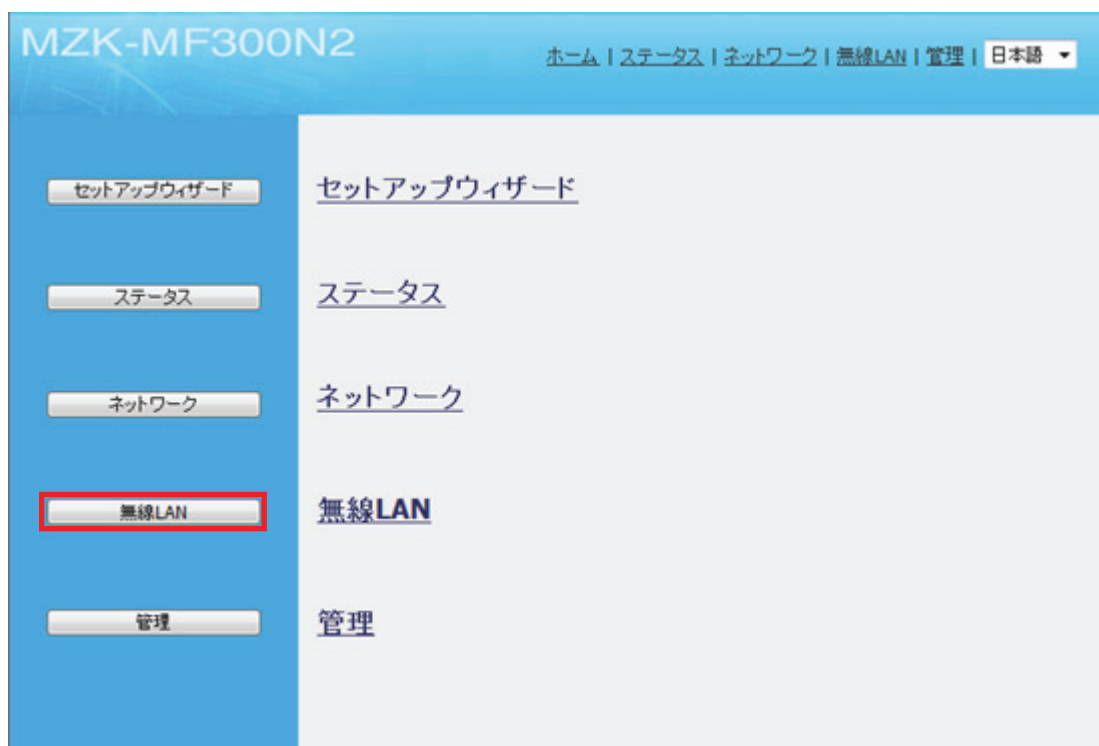 MZK-MF300N2
ホーム | ステータス | ネットワーク | 無線LAN | 管理 | 日本語
セットアップウィザード
セットアップウィザード
ステータス
ステータス
ネットワーク
ネットワーク
無線LAN
無線LAN
管理
管理